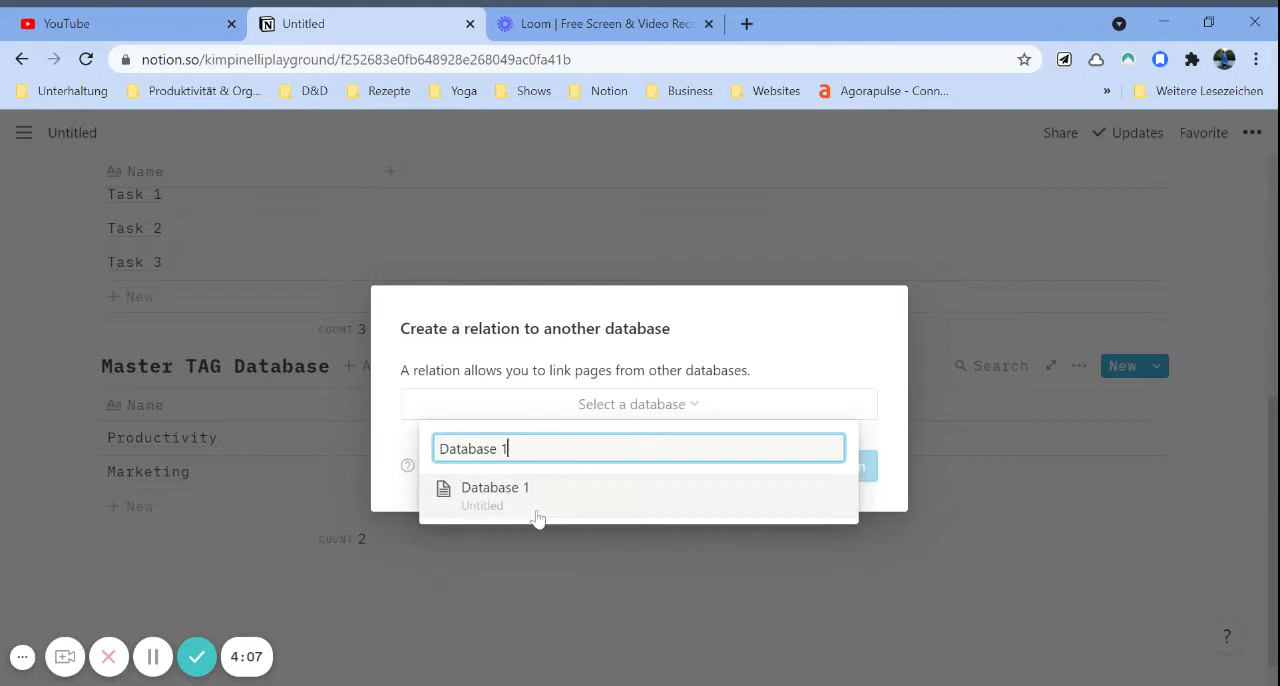 YouTube
Untitled
Loom | Free Screen & Video Rec
notion.so/kimpinelliplayground/f252683e0fb648928e268049ac0fa41b
Unterhaltung
Produktivität & Org...
D&D
Rezepte
Yoga
Shows
Notion
Business
Websites
Agorapulse - Conn...
»
Weitere Lesezeichen
Untitled
Share
Updates
Favorite
Aa Name
Task 1
Task 2
Task 3
+ New
COUNT 3
Create a relation to another database
A relation allows you to link pages from other databases.
Master TAG Database
+ A
Search
New
Aa Name
Select a database
Productivity
Database 1
Marketing
Database 1
Untitled
+ New
COUNT 2
?
4:07